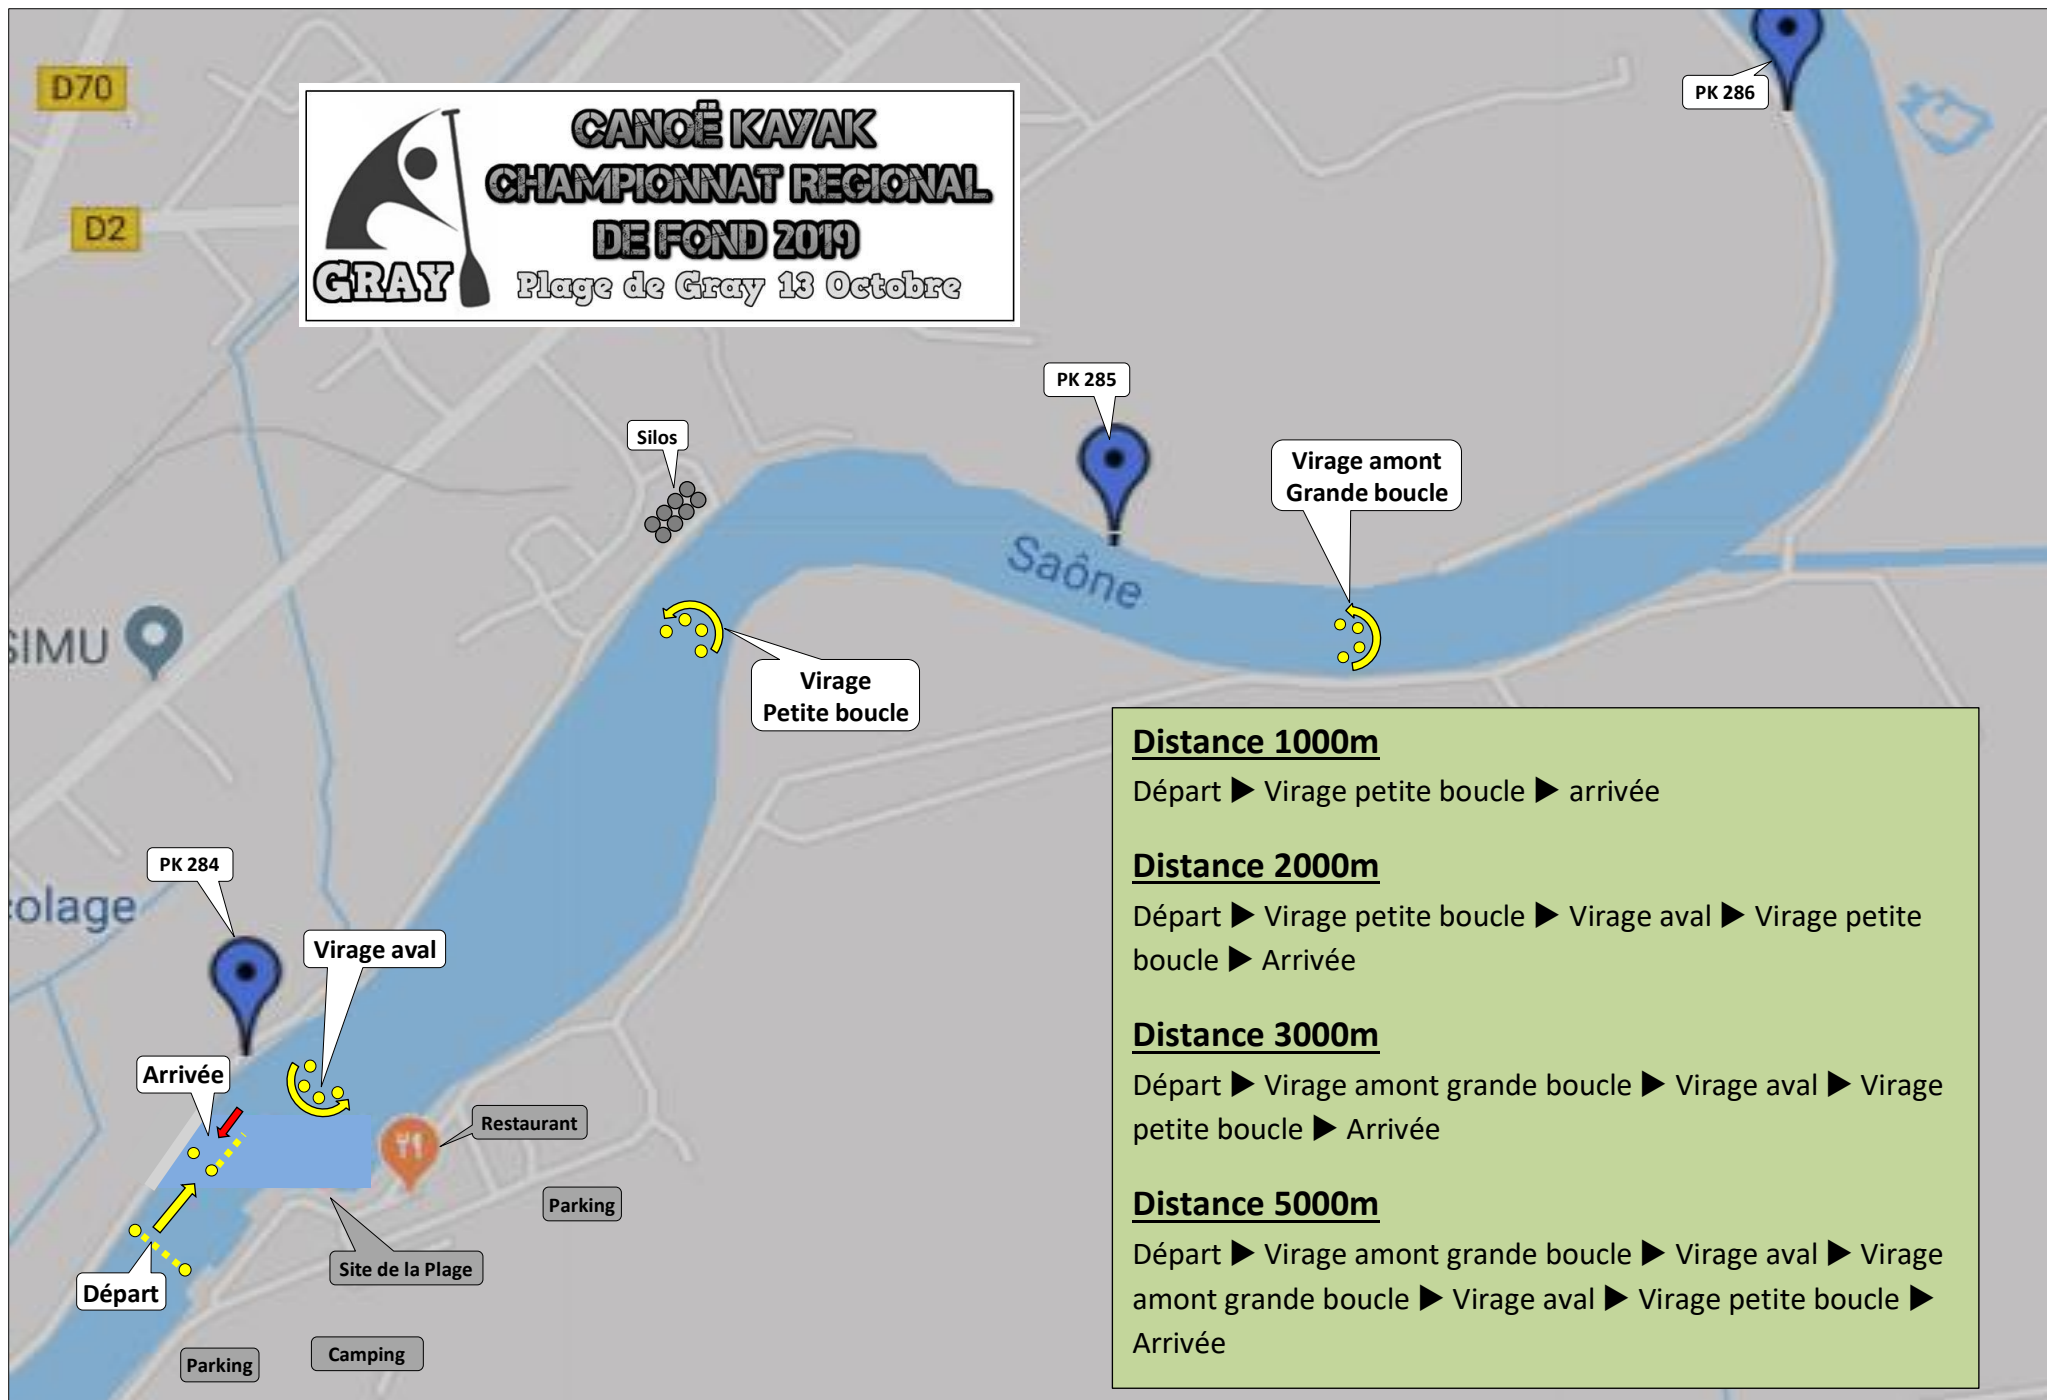 D70
D2
CANOË KAYAK
CHAMPIONNAT REGIONAL
DE FOND 2019
GRAY
Plage de Gray 13 Octobre
PK 286
PK 285
Silos
Virage amont
Grande boucle
Saône
SIMU
Virage
Petite boucle
PK 284
colage
Virage aval
Arrivée
Restaurant
Parking
Site de la Plage
Départ
Camping
Parking
Distance 1000m
Départ ▶ Virage petite boucle ▶ arrivée
Distance 2000m
Départ ▶ Virage petite boucle ▶ Virage aval ▶ Virage petite
boucle ▶ Arrivée
Distance 3000m
Départ ▶ Virage amont grande boucle ▶ Virage aval ▶ Virage
petite boucle ▶ Arrivée
Distance 5000m
Départ ▶ Virage amont grande boucle ▶ Virage aval ▶ Virage
amont grande boucle ▶ Virage aval ▶ Virage petite boucle ▶
Arrivée